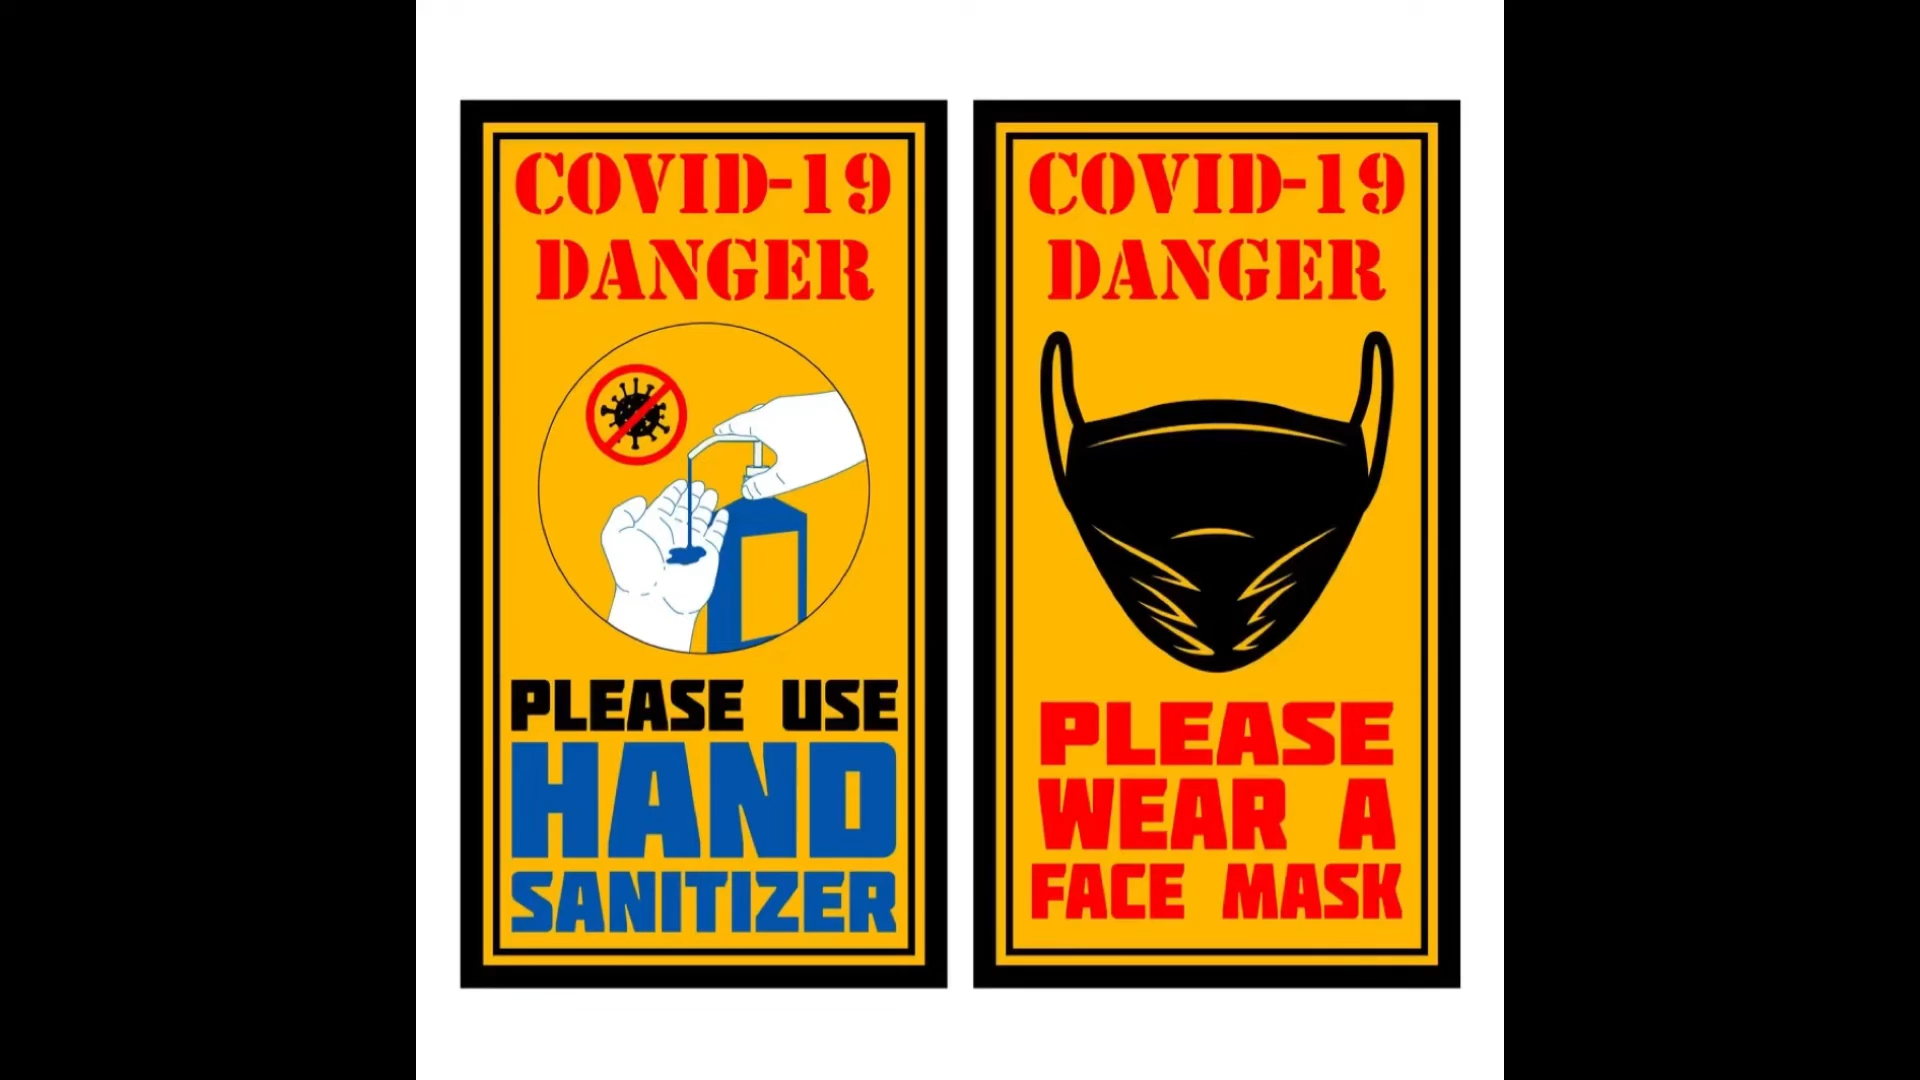 COVID-19
DANGER
PLEASE USE
HAND
SANITIZER
COVID-19
DANGER
PLEASE
WEAR A
FACE MASK